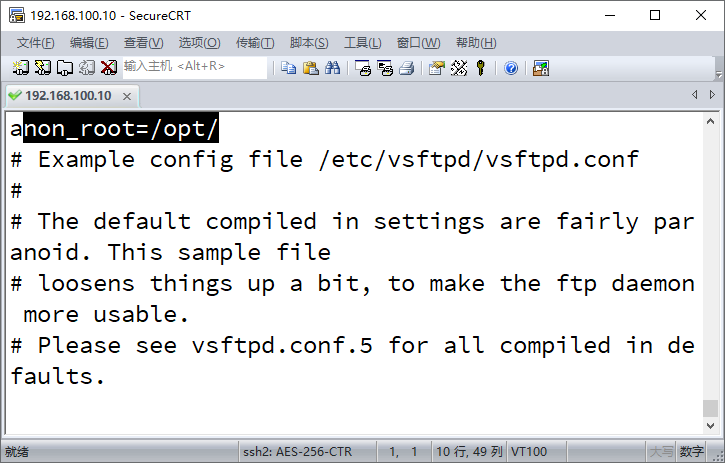 192.168.100.10 - SecureCRT
文件(F) 编辑(E) 查看(V) 选项(O) 传输(T) 脚本(S) 工具(L) 窗口(W) 帮助(H)
输入主机 <Alt+R>
192.168.100.10
anon_root=/opt/
# Example config file /etc/vsftpd/vsftpd.conf
#
# The default compiled in settings are fairly par
anoid. This sample file
# loosens things up a bit, to make the ftp daemon
 more usable.
# Please see vsftpd.conf.5 for all compiled in de
faults.
就绪 ssh2: AES-256-CTR 1, 1 10 行, 49 列 VT100 大写 数字